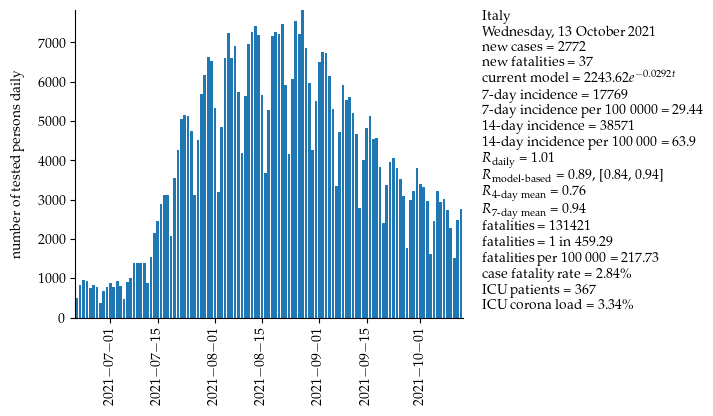 Italy
Wednesday, 13 October 2021
new cases = 2772
new fatalities = 37
current model = 2243.62e^{−0.0292t}
7-day incidence = 17769
7-day incidence per 100 0000 = 29.44
14-day incidence = 38571
14-day incidence per 100 000 = 63.9
R_daily = 1.01
R_model-based = 0.89, [0.84, 0.94]
R_4-day mean = 0.76
R_7-day mean = 0.94
fatalities = 131421
fatalities = 1 in 459.29
fatalities per 100 000 = 217.73
case fatality rate = 2.84%
ICU patients = 367
ICU corona load = 3.34%
number of tested persons daily
7000
6000
5000
4000
3000
2000
1000
0
2021−07−01
2021−07−15
2021−08−01
2021−08−15
2021−09−01
2021−09−15
2021−10−01